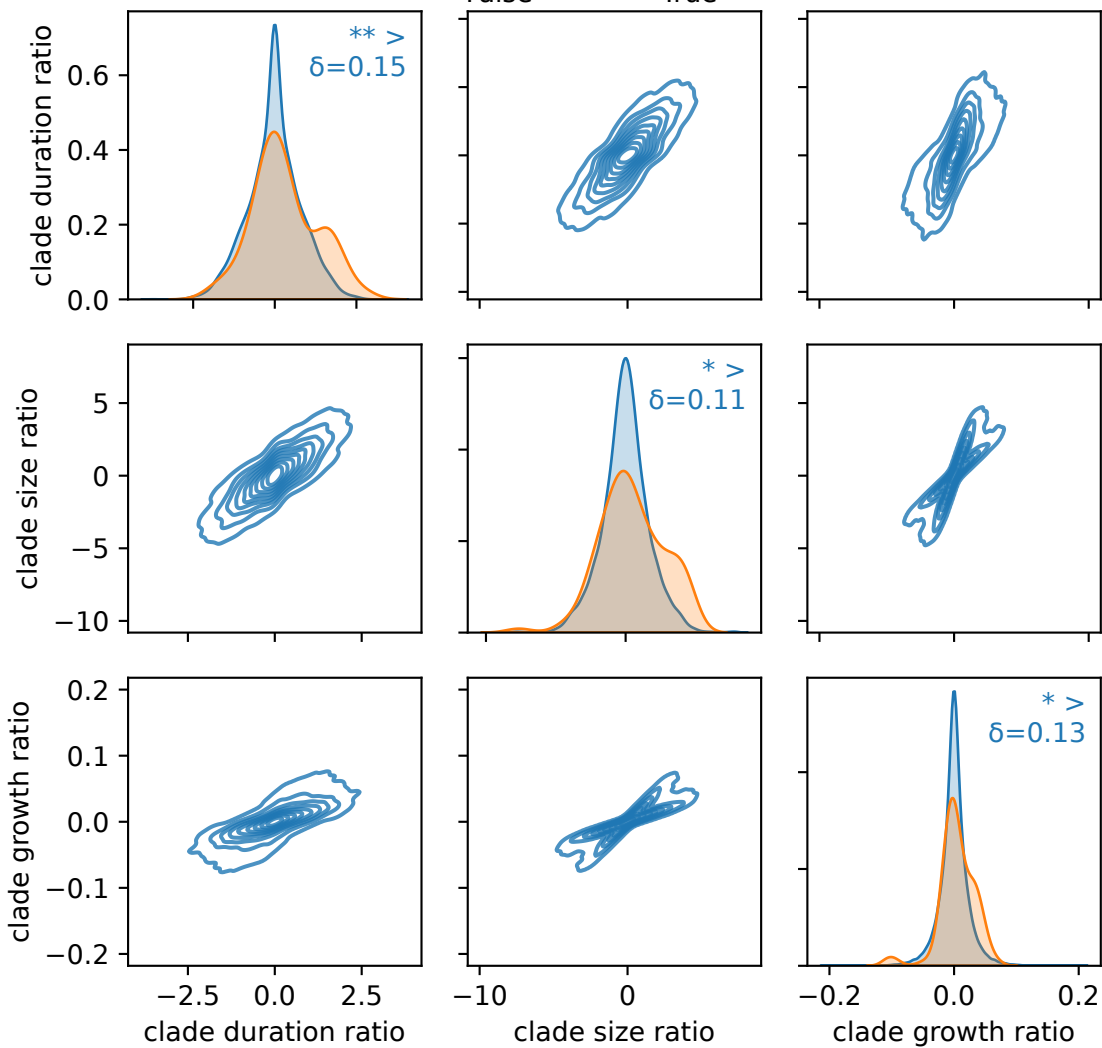 clade duration ratio
0.6
0.4
0.2
0.0
** >
δ=0.15
clade size ratio
5
0
−5
−10
* >
δ=0.11
clade growth ratio
0.2
0.1
0.0
−0.1
−0.2
* >
δ=0.13
−2.5 0.0 2.5
−10 0
−0.2 0.0 0.2
clade duration ratio
clade size ratio
clade growth ratio